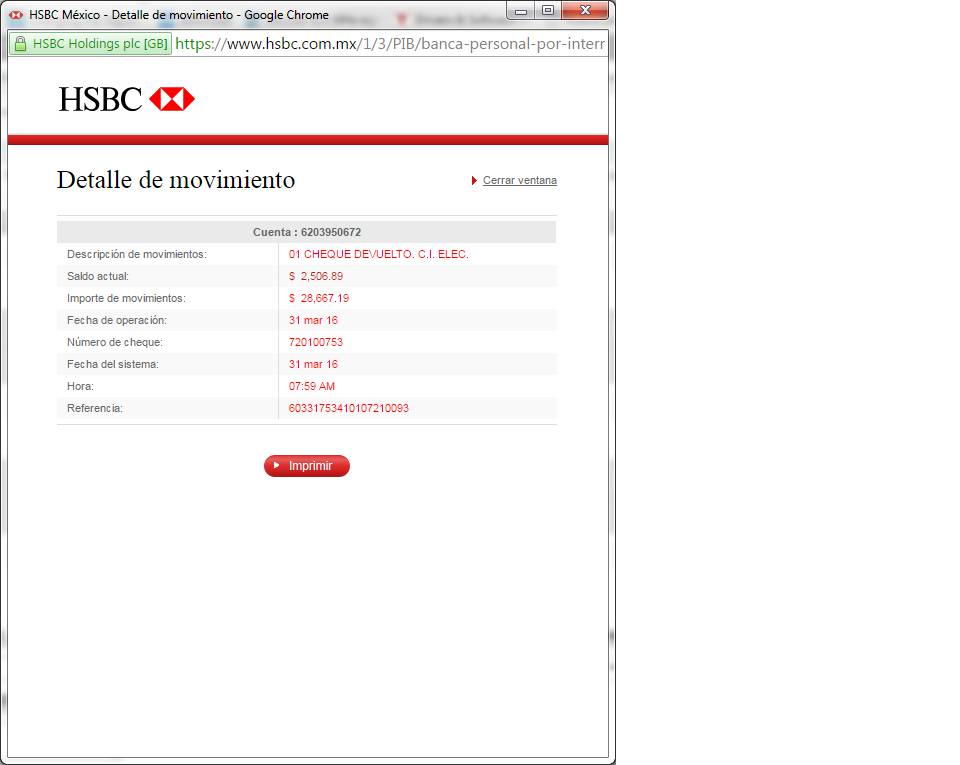 HSBC México - Detalle de movimiento - Google Chrome
HSBC Holdings plc [GB] https://www.hsbc.com.mx/1/3/PIB/banca-personal-por-interr
HSBC
Detalle de movimiento
Cerrar ventana
Cuenta : 6203950672
Descripción de movimientos: 01 CHEQUE DEVUELTO. C.I. ELEC.
Saldo actual: $ 2,506.89
Importe de movimientos: $ 28,667.19
Fecha de operación: 31 mar 16
Número de cheque: 720100753
Fecha del sistema: 31 mar 16
Hora: 07:59 AM
Referencia: 60331753410107210093
Imprimir